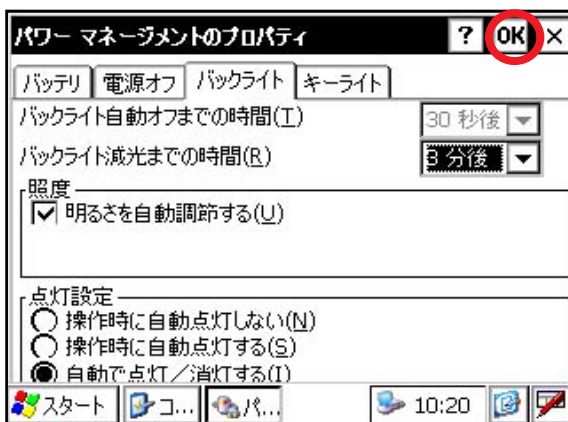 パワー マネージメントのプロパティ ? OK ×
バッテリ 電源オフ バックライト キーライト
バックライト自動オフまでの時間(T) 30 秒後
バックライト減光までの時間(R) 3 分後
照度
明るさを自動調節する(U)
点灯設定
操作時に自動点灯しない(N)
操作時に自動点灯する(S)
自動で点灯／消灯する(I)
スタート コ... パ... 10:20